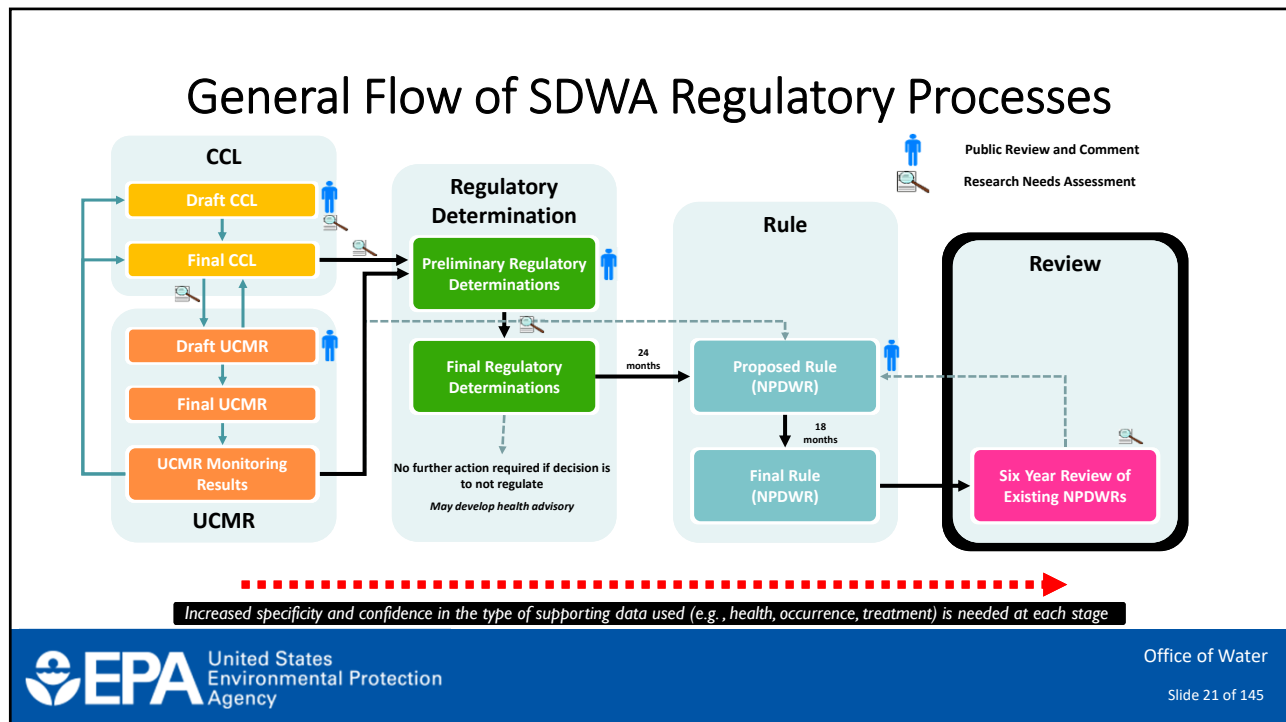 General Flow of SDWA Regulatory Processes
Public Review and Comment
Research Needs Assessment
CCL
Draft CCL
Final CCL
Draft UCMR
Final UCMR
UCMR Monitoring
Results
UCMR
Regulatory
Determination
Preliminary Regulatory
Determinations
Final Regulatory
Determinations
No further action required if decision is
to not regulate
May develop health advisory
24
months
Rule
Proposed Rule
(NPDWR)
18
months
Final Rule
(NPDWR)
Review
Six Year Review of
Existing NPDWRs
Increased specificity and confidence in the type of supporting data used (e.g., health, occurrence, treatment) is needed at each stage
EPA
United States
Environmental Protection
Agency
Office of Water
Slide 21 of 145